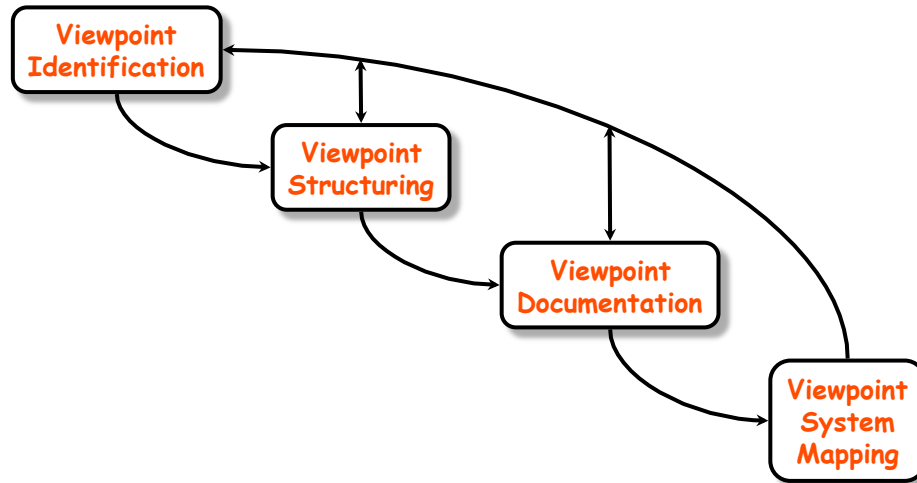 Viewpoint
Identification
Viewpoint
Structuring
Viewpoint
Documentation
Viewpoint
System
Mapping